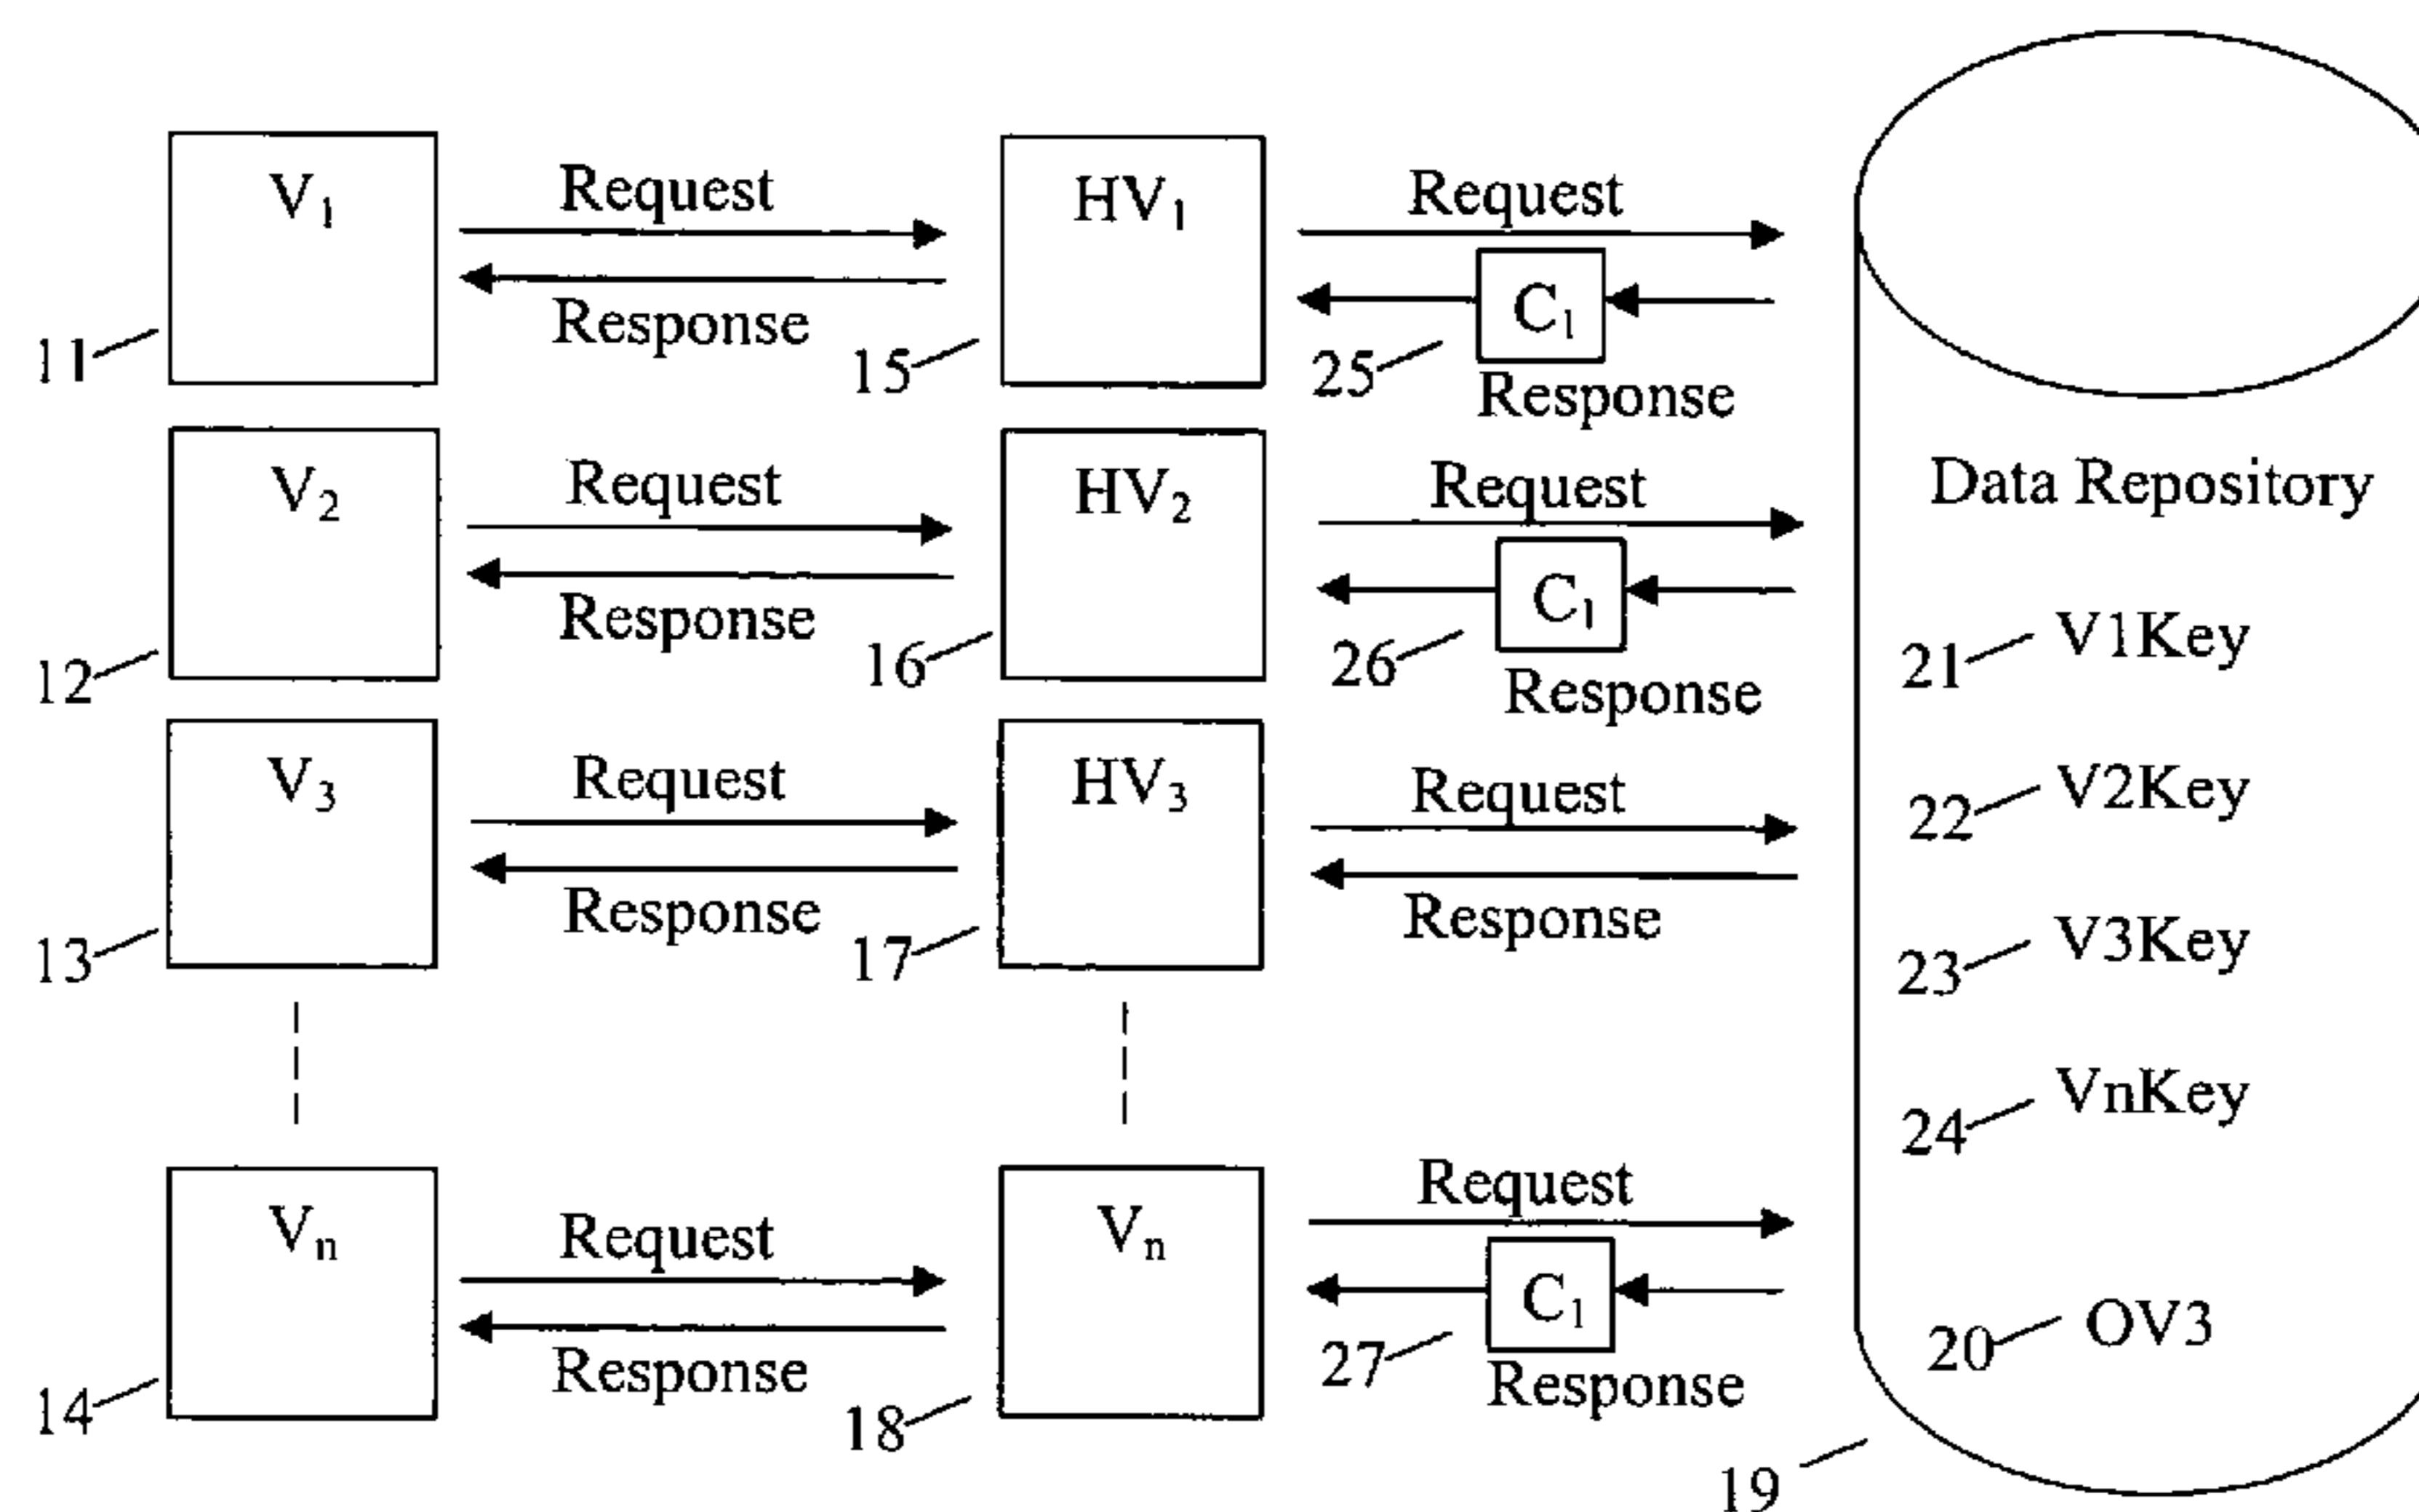 V₁
Request
Response
11
HV₁
15
Request
C₁
Response
25
V₂
Request
Response
12
HV₂
16
Request
C₁
Response
26
V₃
Request
Response
13
HV₃
17
Request
Response
Vₙ
Request
Response
14
Vₙ
18
Request
C₁
Response
27
Data Repository
21 V1Key
22 V2Key
23 V3Key
24 VnKey
20 OV3
19